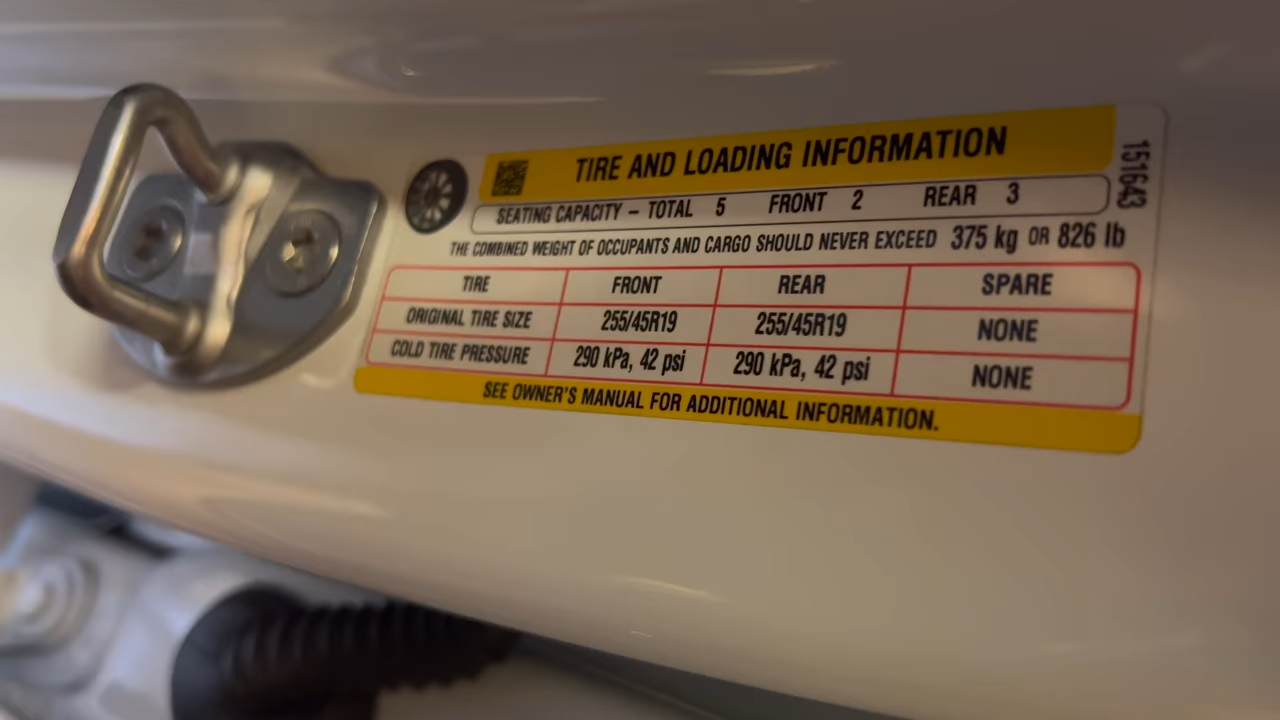 TIRE AND LOADING INFORMATION
151643
SEATING CAPACITY – TOTAL 5 FRONT 2 REAR 3
THE COMBINED WEIGHT OF OCCUPANTS AND CARGO SHOULD NEVER EXCEED 375 kg OR 826 lb
TIRE FRONT REAR SPARE
ORIGINAL TIRE SIZE 255/45R19 255/45R19 NONE
COLD TIRE PRESSURE 290 kPa, 42 psi 290 kPa, 42 psi NONE
SEE OWNER'S MANUAL FOR ADDITIONAL INFORMATION.